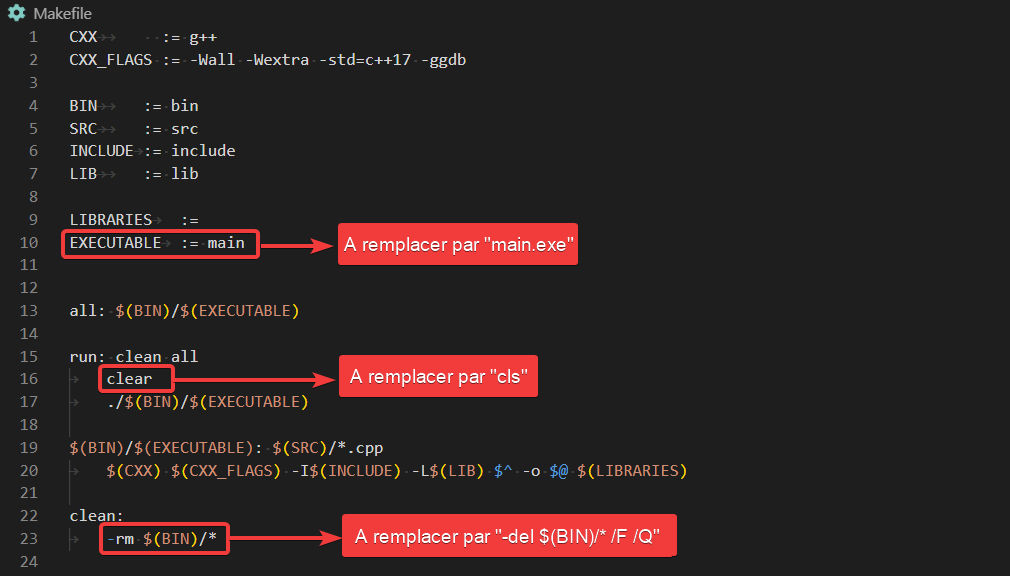 Makefile
1 CXX := g++
2 CXX_FLAGS := -Wall -Wextra -std=c++17 -ggdb
3
4 BIN := bin
5 SRC := src
6 INCLUDE := include
7 LIB := lib
8
9 LIBRARIES :=
10 EXECUTABLE := main A remplacer par "main.exe"
11
12
13 all: $(BIN)/$(EXECUTABLE)
14
15 run: clean all
16 clear A remplacer par "cls"
17 ./$(BIN)/$(EXECUTABLE)
18
19 $(BIN)/$(EXECUTABLE): $(SRC)/*.cpp
20 $(CXX) $(CXX_FLAGS) -I$(INCLUDE) -L$(LIB) $^ -o $@ $(LIBRARIES)
21
22 clean:
23 -rm $(BIN)/* A remplacer par "-del $(BIN)/* /F /Q"
24